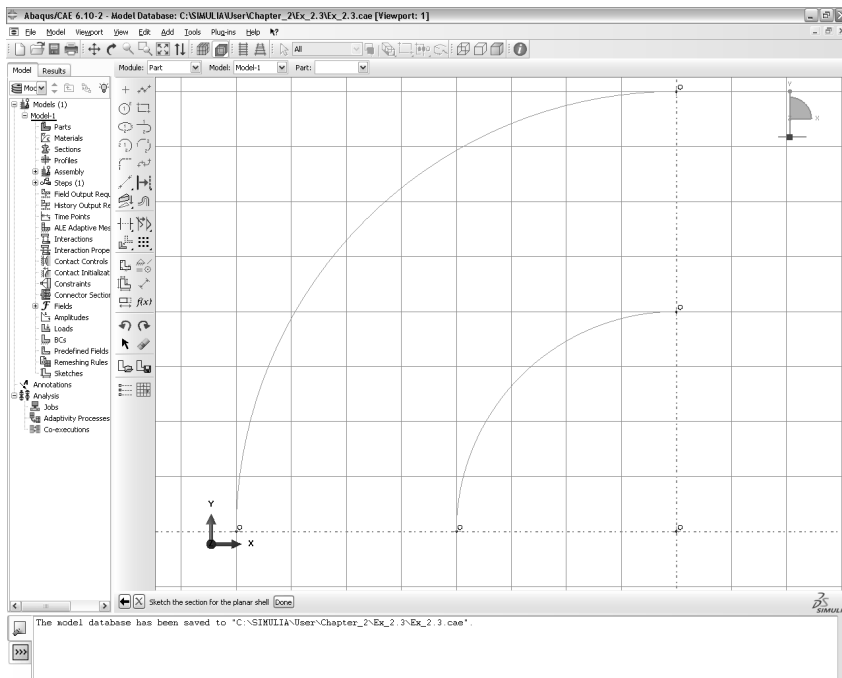 Abaqus/CAE 6.10-2 - Model Database: C:\SIMULIA\User\Chapter_2\Ex_2.3\Ex_2.3.cae [Viewport: 1]
File Model Viewport View Edit Add Tools Plug-ins Help
All
Model Results
Module: Part Model: Model-1 Part:
Models (1)
Model-1
Parts
Materials
Sections
Profiles
Assembly
Steps (1)
Field Output Requ
History Output Re
Time Points
ALE Adaptive Mes
Interactions
Interaction Prope
Contact Controls
Contact Initializat
Constraints
Connector Section
Fields
Amplitudes
Loads
BCs
Predefined Fields
Remeshing Rules
Sketches
Annotations
Analysis
Jobs
Adaptivity Processes
Co-executions
f(x)
Y
X
Y
X
Sketch the section for the planar shell Done
SIMULI
The model database has been saved to "C:\SIMULIA\User\Chapter_2\Ex_2.3\Ex_2.3.cae".
>>>